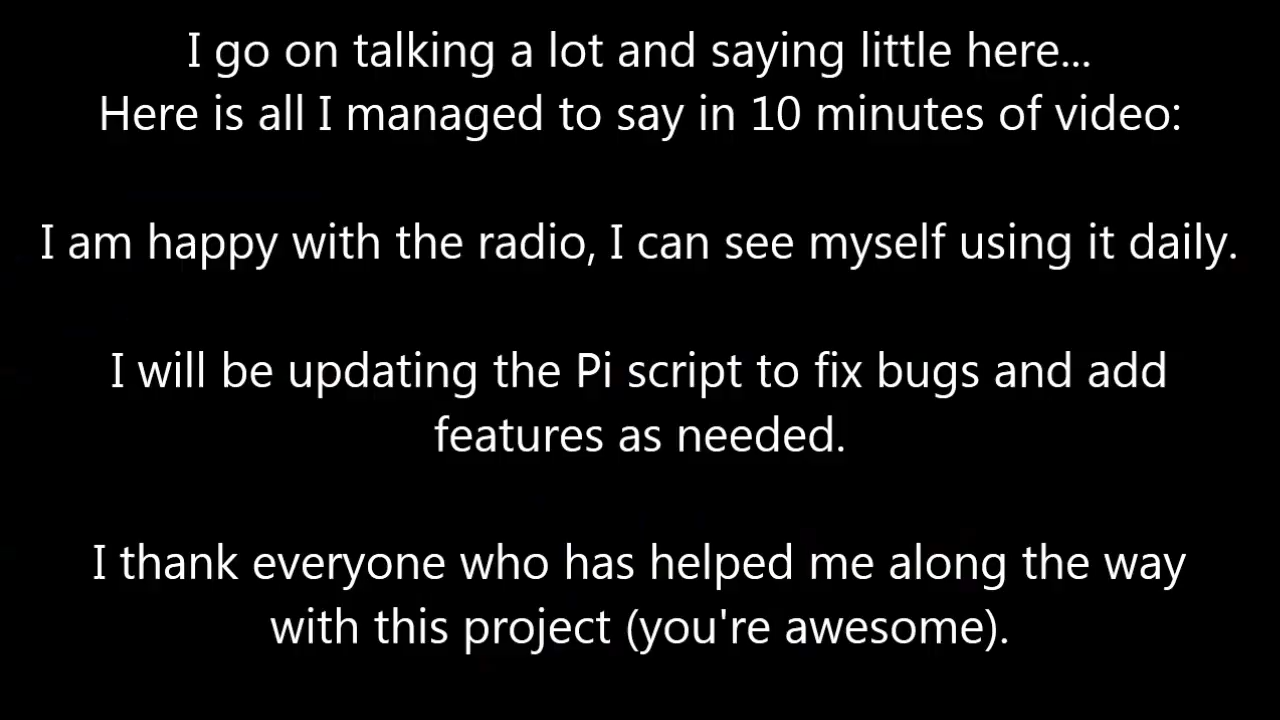 I go on talking a lot and saying little here...
Here is all I managed to say in 10 minutes of video:
I am happy with the radio, I can see myself using it daily.
I will be updating the Pi script to fix bugs and add
features as needed.
I thank everyone who has helped me along the way
with this project (you're awesome).